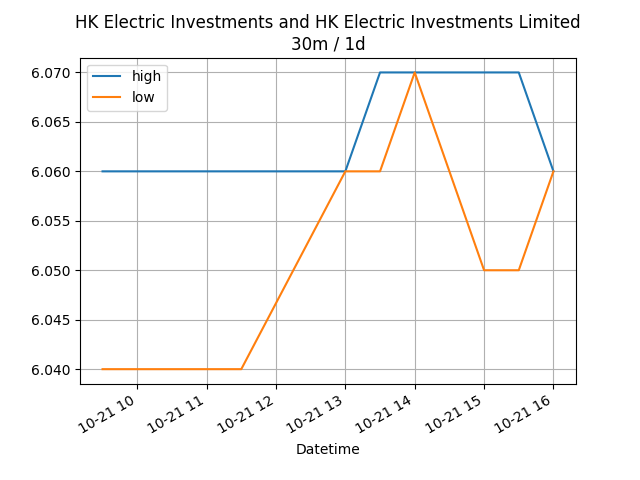 HK Electric Investments and HK Electric Investments Limited
30m / 1d
high
low
6.070
6.065
6.060
6.055
6.050
6.045
6.040
10-21 10
10-21 11
10-21 12
10-21 13
10-21 14
10-21 15
10-21 16
Datetime